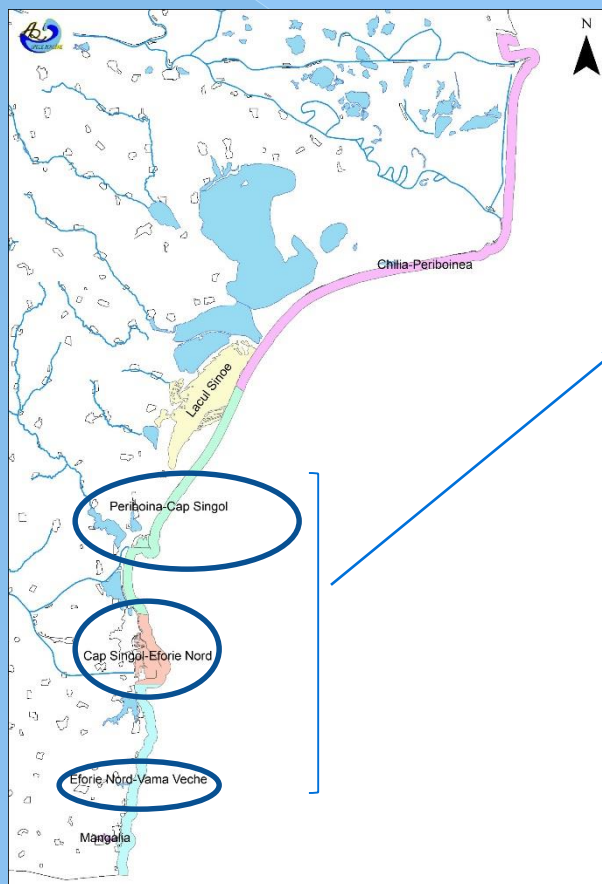 N
Chilia-Periboinea
Lacul Sinoe
Periboina-Cap Singol
Cap Singol-Eforie Nord
Eforie Nord-Vama Veche
Mangalia